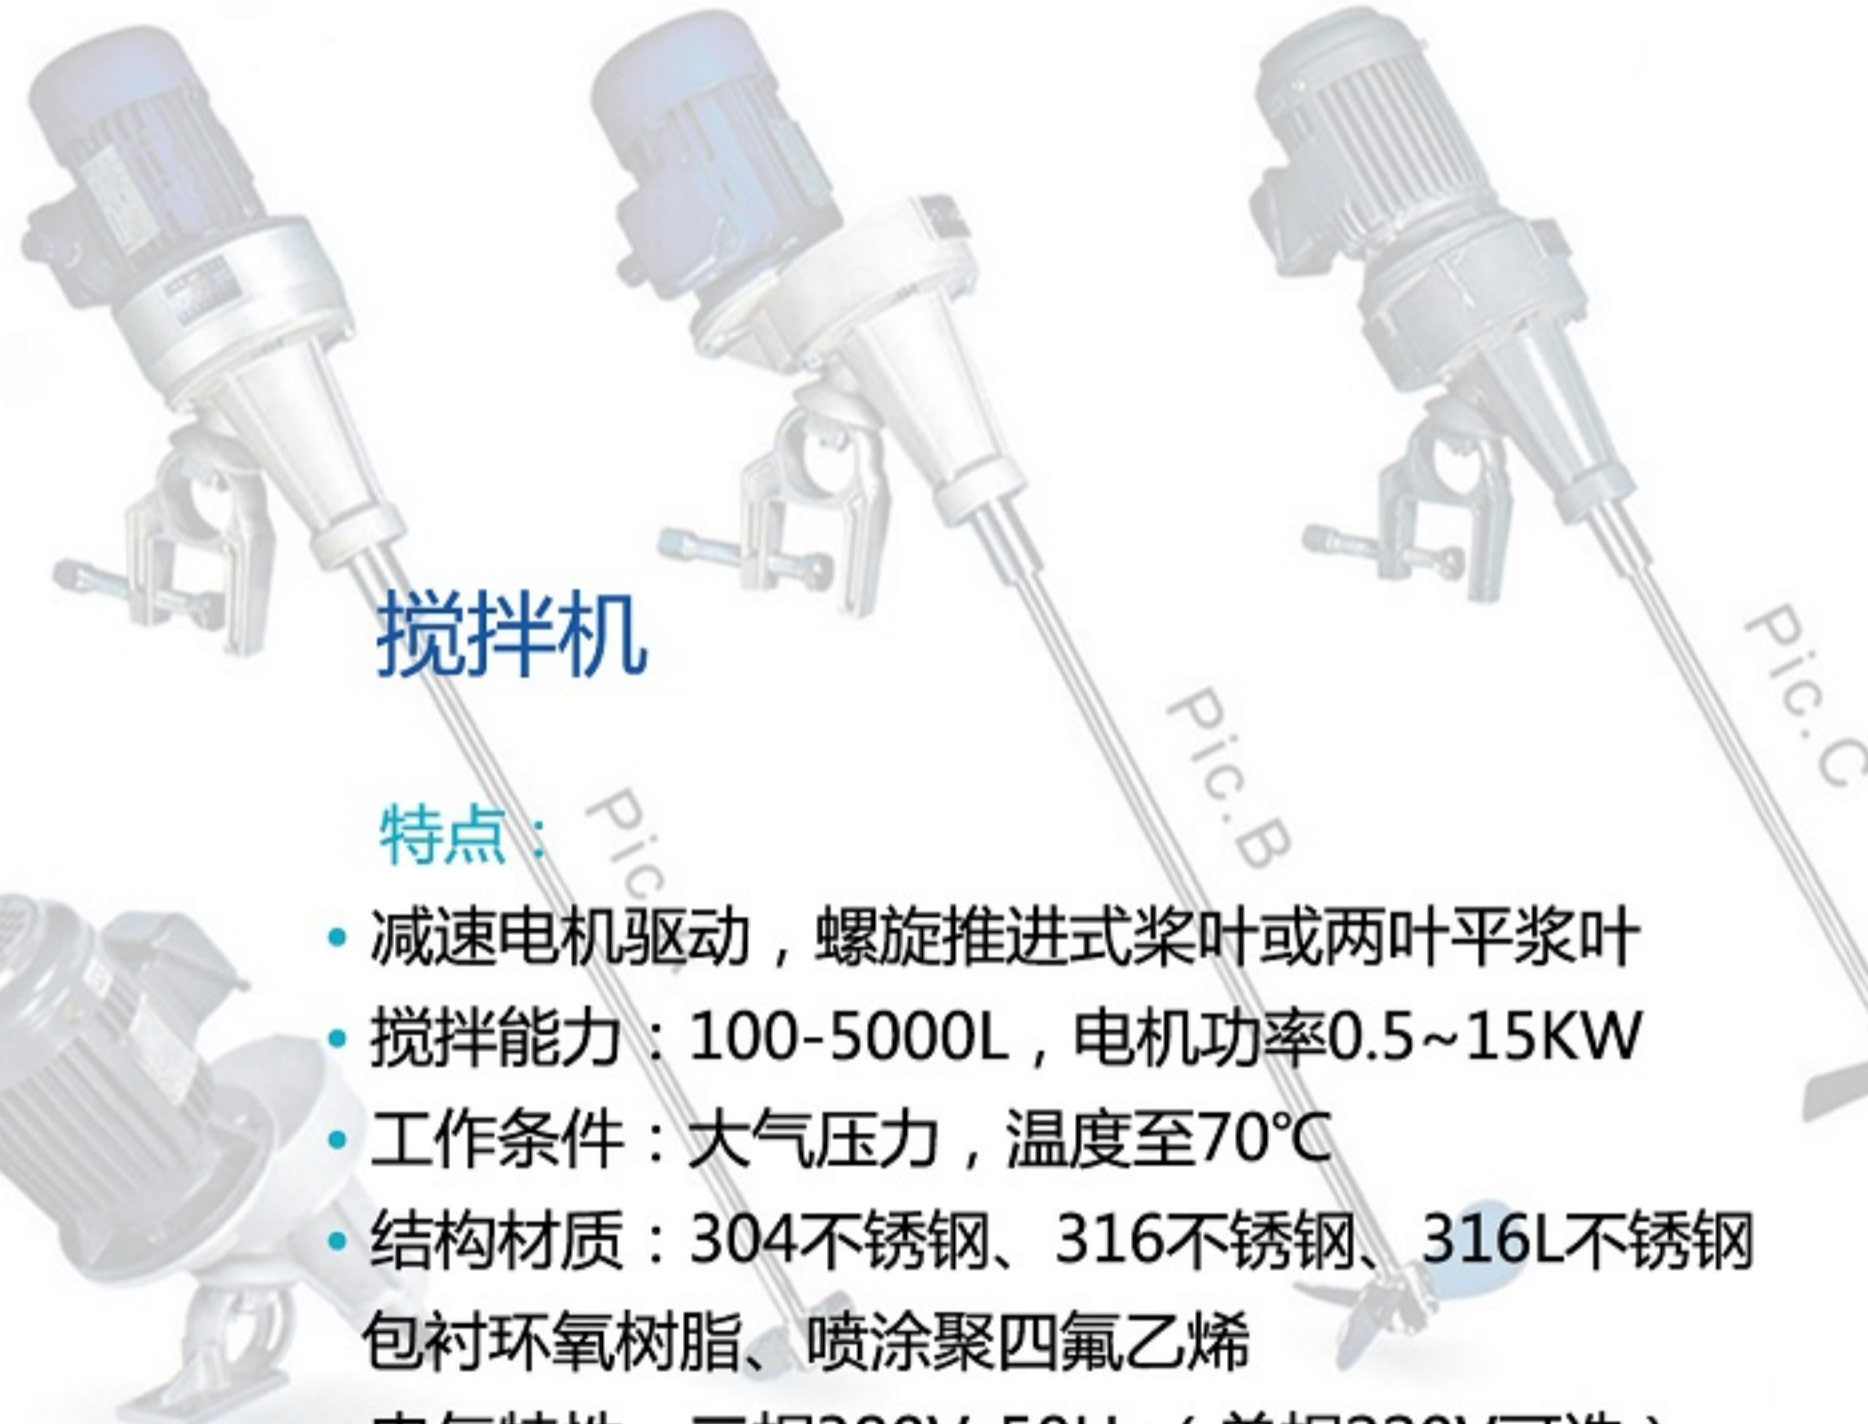 搅拌机
Pic.C
Pic.B
特点：
Pic.
• 减速电机驱动，螺旋推进式桨叶或两叶平浆叶
• 搅拌能力：100-5000L，电机功率0.5~15KW
• 工作条件：大气压力，温度至70℃
• 结构材质：304不锈钢、316不锈钢、316L不锈钢
包衬环氧树脂、喷涂聚四氟乙烯